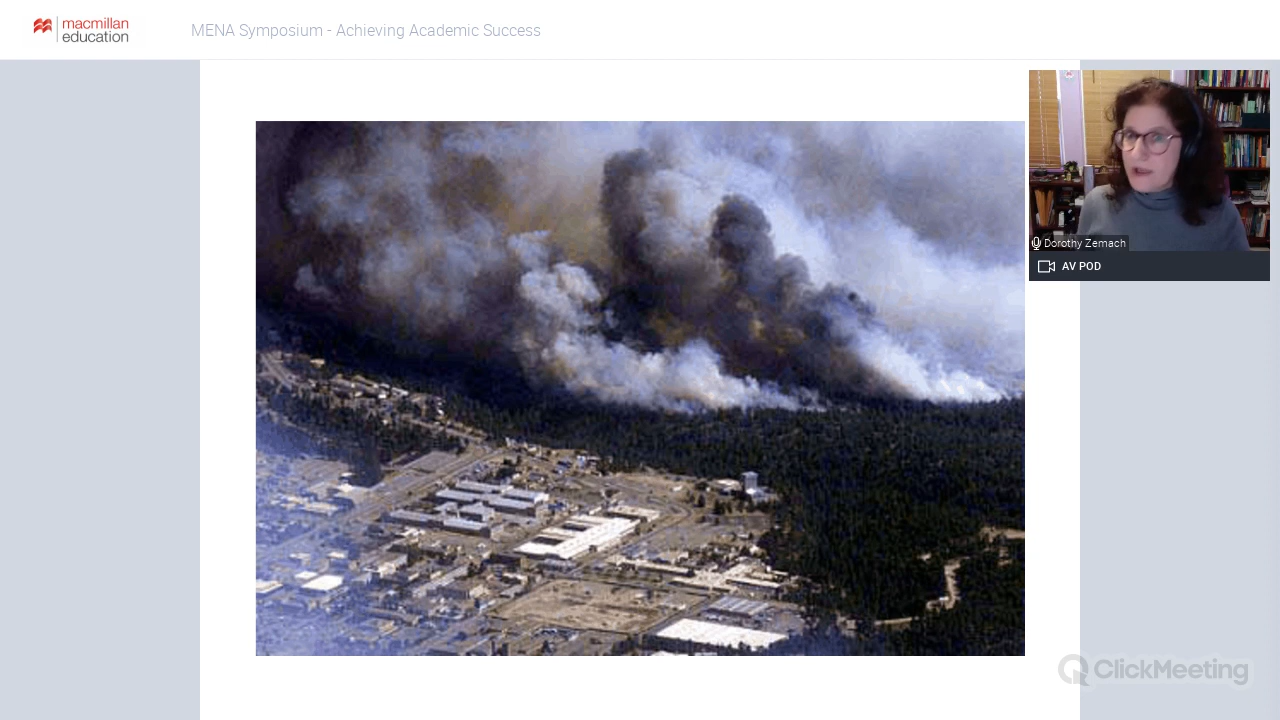 macmillan
education
MENA Symposium - Achieving Academic Success
Dorothy Zemach
AV POD
ClickMeeting